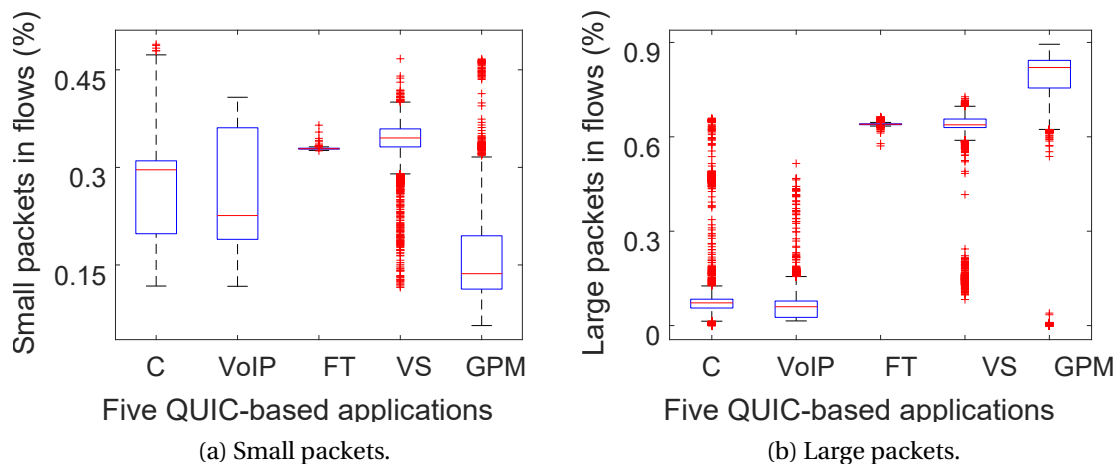 Small packets in flows (%)
0.45
0.3
0.15
C VoIP FT VS GPM
Five QUIC-based applications
(a) Small packets.
Large packets in flows (%)
0.9
0.6
0.3
0
C VoIP FT VS GPM
Five QUIC-based applications
(b) Large packets.